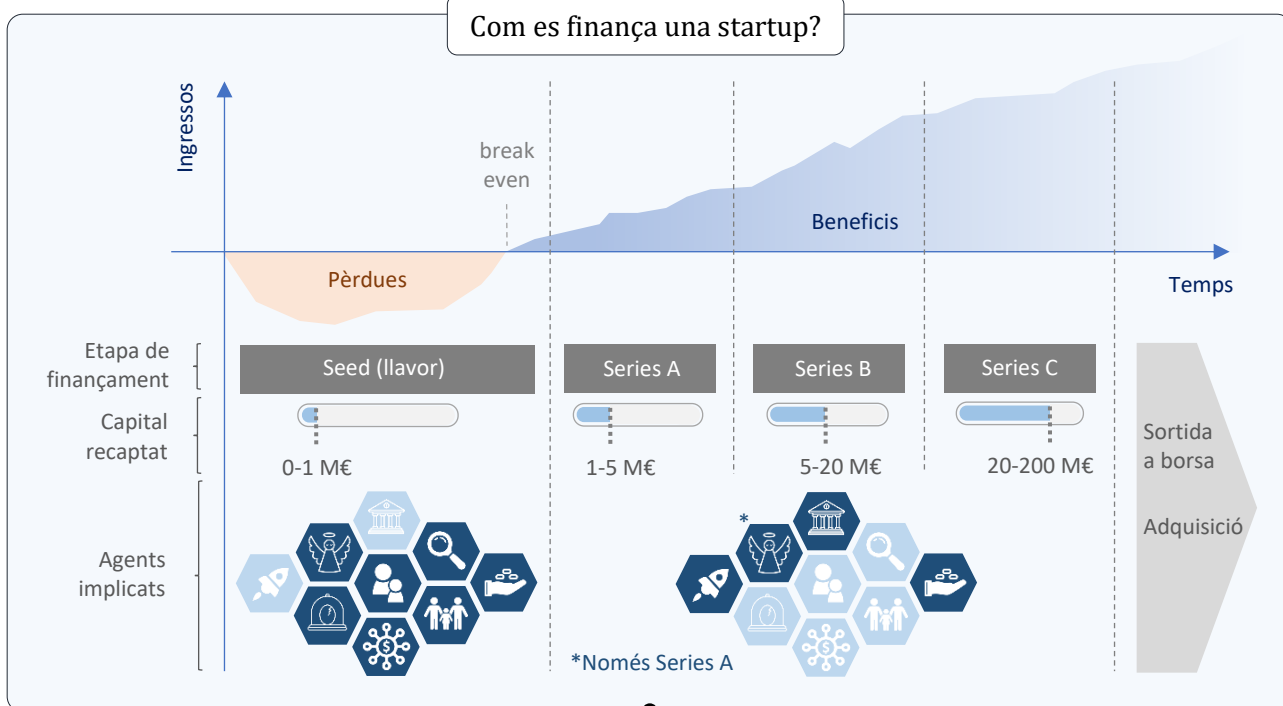 Com es finança una startup?
Ingressos
break
even
Beneficis
Pèrdues
Temps
Etapa de
finançament
Seed (llavor)
Series A
Series B
Series C
Capital
recaptat
0-1 M€
1-5 M€
5-20 M€
20-200 M€
Sortida
a borsa
Adquisició
Agents
implicats
*
$
*Només Series A
$